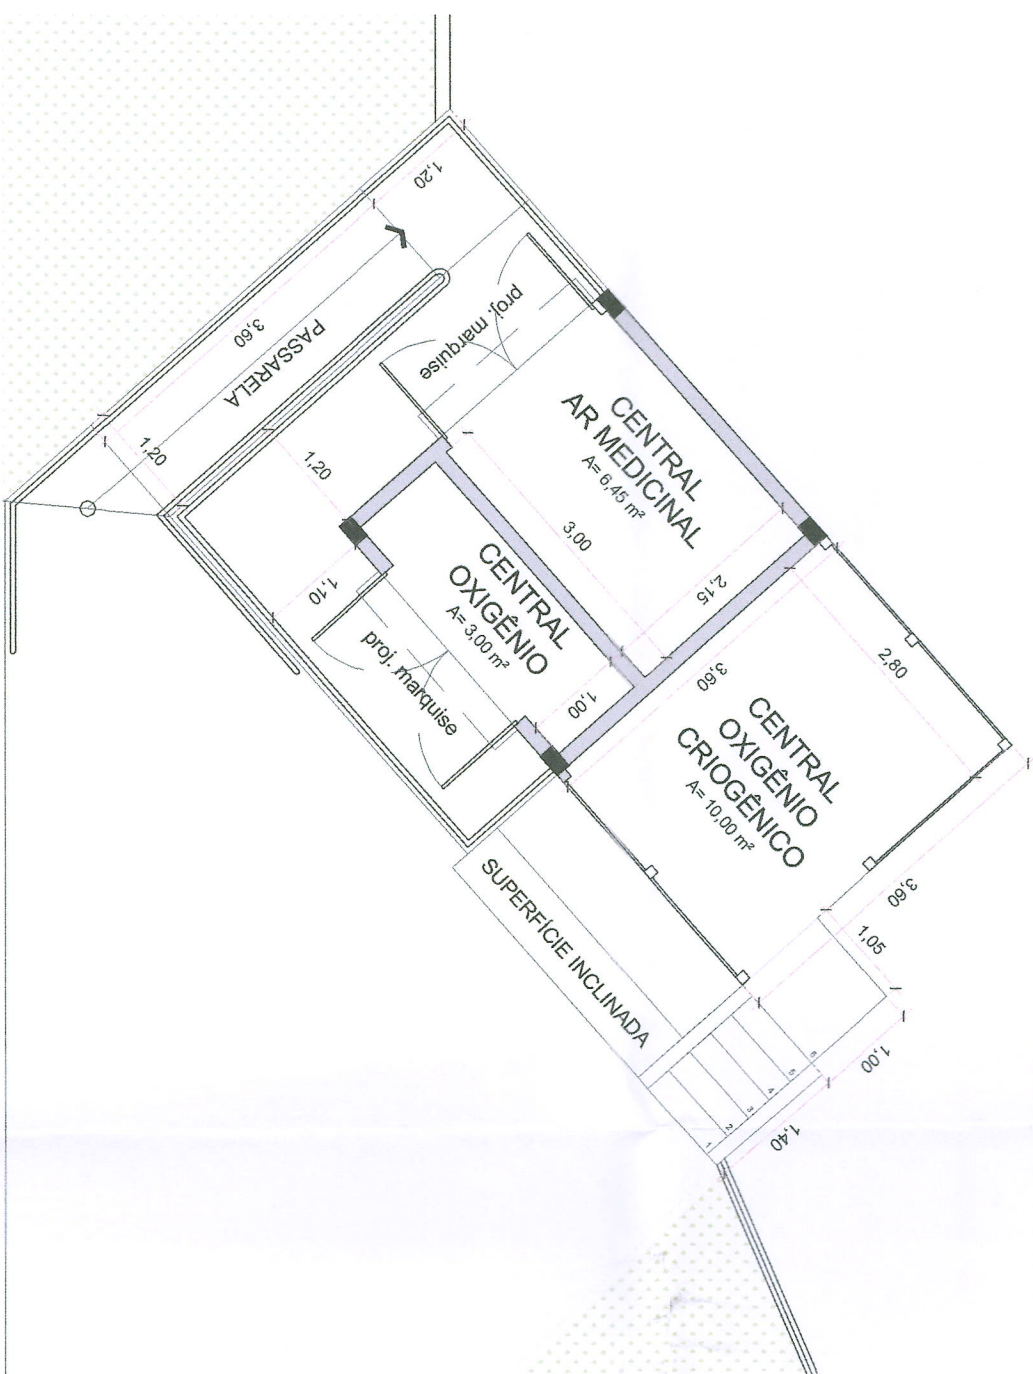 1,20
3,60
PASSARELA
1,20
1,20
proj. marquise
CENTRAL
AR MEDICINAL
A= 6,45 m²
3,00
2,15
CENTRAL
OXIGÊNIO
A= 3,00 m²
1,10
proj. marquise
1,00
3,60
2,80
CENTRAL
OXIGÊNIO
CRIOGÊNICO
A= 10,00 m²
3,60
1,05
1,00
1,40
SUPERFÍCIE INCLINADA
1
2
3
4
5
6